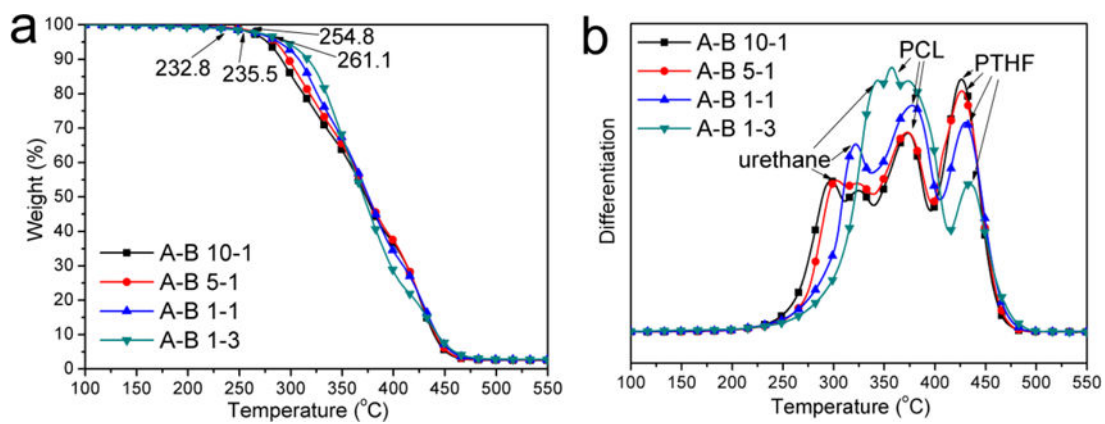 a
100
90
80
70
60
50
40
30
20
10
0
Weight (%)
232.8
235.5
254.8
261.1
A-B 10-1
A-B 5-1
A-B 1-1
A-B 1-3
100 150 200 250 300 350 400 450 500 550
Temperature (°C)
b
A-B 10-1
A-B 5-1
A-B 1-1
A-B 1-3
PCL
PTHF
urethane
Differentiation
100 150 200 250 300 350 400 450 500 550
Temperature (°C)